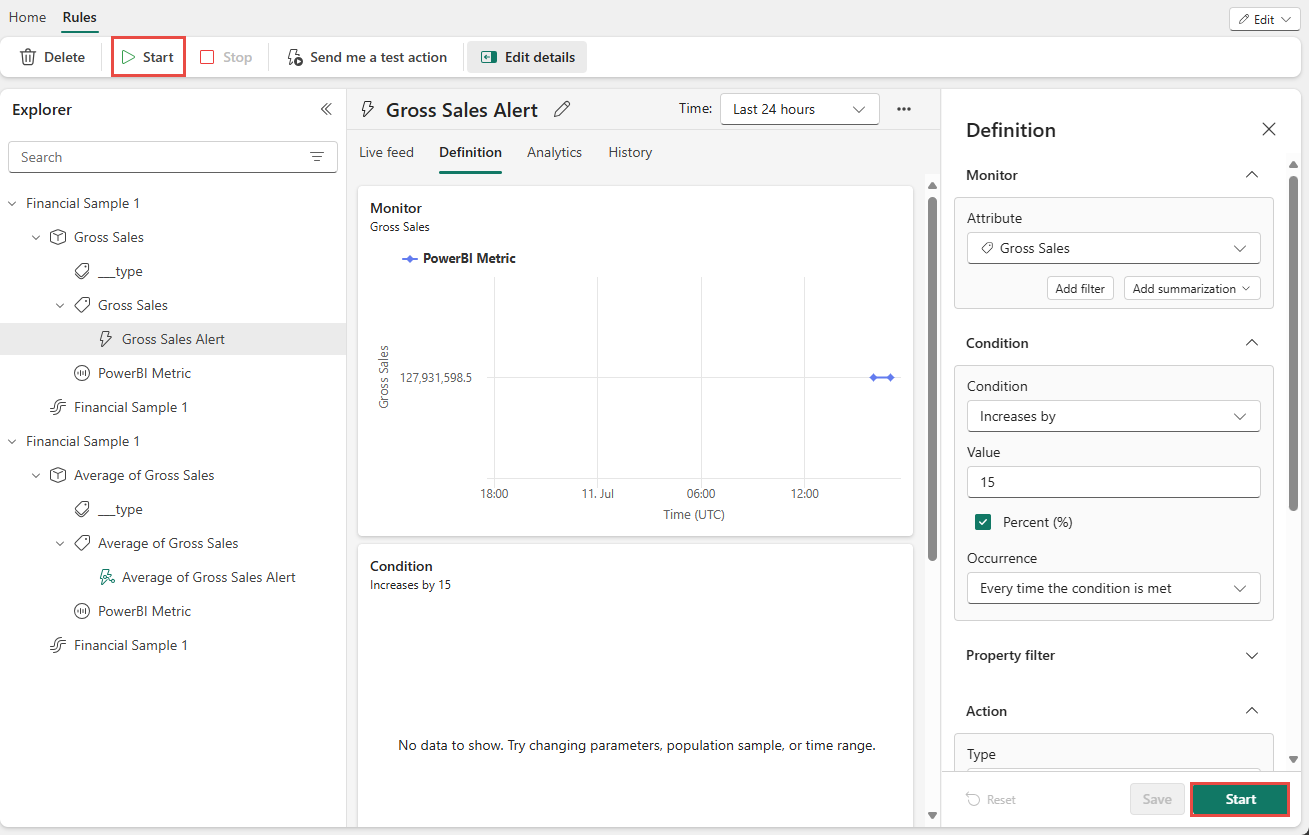 Home Rules Edit
Delete Start Stop Send me a test action Edit details
Explorer
Search
Financial Sample 1
Gross Sales
__type
Gross Sales
Gross Sales Alert
PowerBI Metric
Financial Sample 1
Financial Sample 1
Average of Gross Sales
__type
Average of Gross Sales
Average of Gross Sales Alert
PowerBI Metric
Financial Sample 1
Gross Sales Alert Time: Last 24 hours
Live feed Definition Analytics History
Monitor
Gross Sales
PowerBI Metric
Gross Sales
127,931,598.5
18:00 11. Jul 06:00 12:00
Time (UTC)
Condition
Increases by 15
No data to show. Try changing parameters, population sample, or time range.
Definition
Monitor
Attribute
Gross Sales
Add filter Add summarization
Condition
Condition
Increases by
Value
15
Percent (%)
Occurrence
Every time the condition is met
Property filter
Action
Type
Reset Save Start